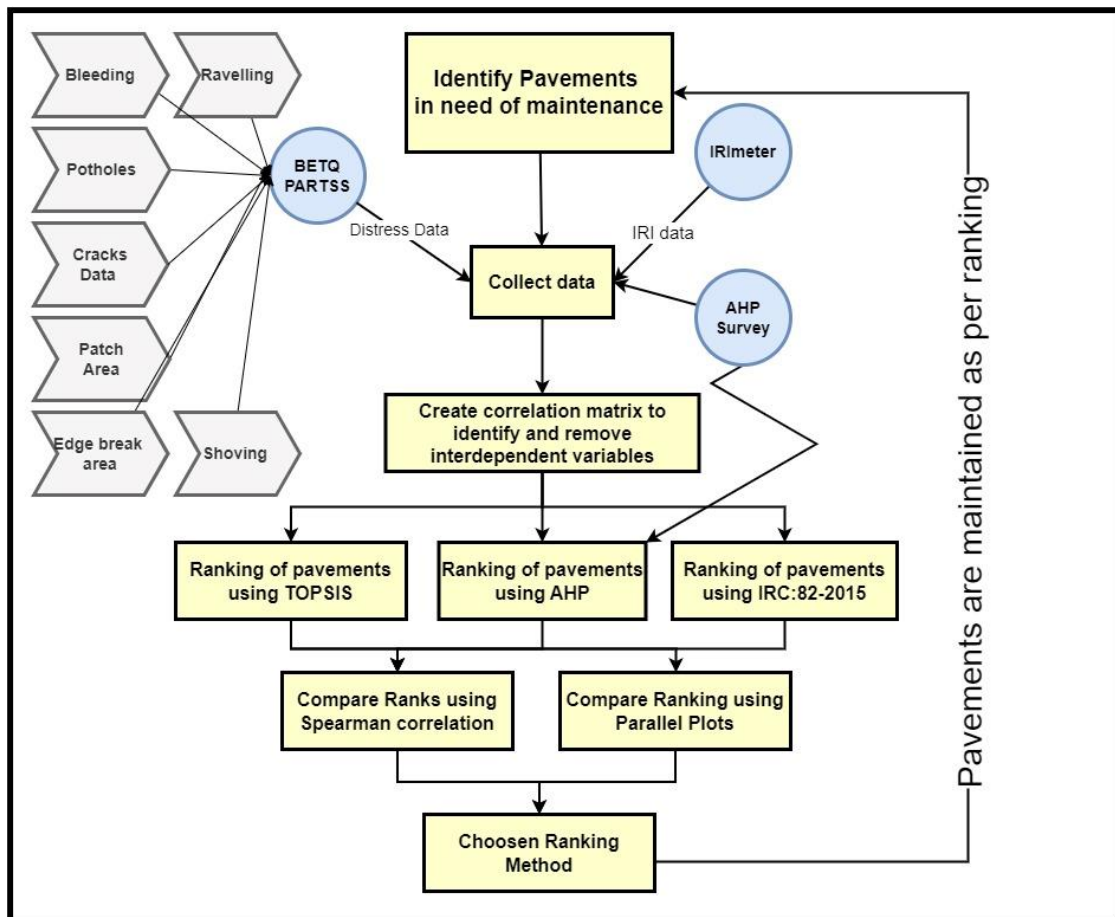 Bleeding
Ravelling
Identify Pavements
in need of maintenance
Potholes
BETQ
PARTSS
IRImeter
Distress Data
IRI data
Cracks
Data
Collect data
AHP
Survey
Patch
Area
Edge break
area
Shoving
Create correlation matrix to
identify and remove
interdependent variables
Ranking of pavements
using TOPSIS
Ranking of pavements
using AHP
Ranking of pavements
using IRC:82-2015
Compare Ranks using
Spearman correlation
Compare Ranking using
Parallel Plots
Choosen Ranking
Method
Pavements are maintained as per ranking